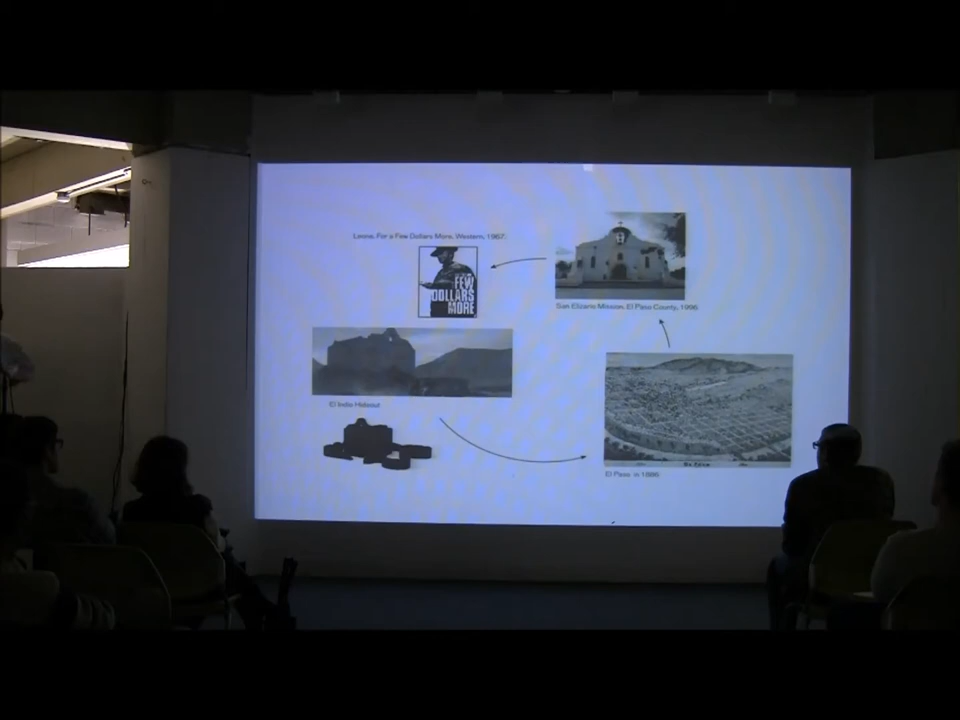 Leone, For a Few Dollars More, Western, 1967.
FEW
DOLLARS
MORE
San Elizario Mission, El Paso County, 1996
El Indio Hideout
El Paso in 1886